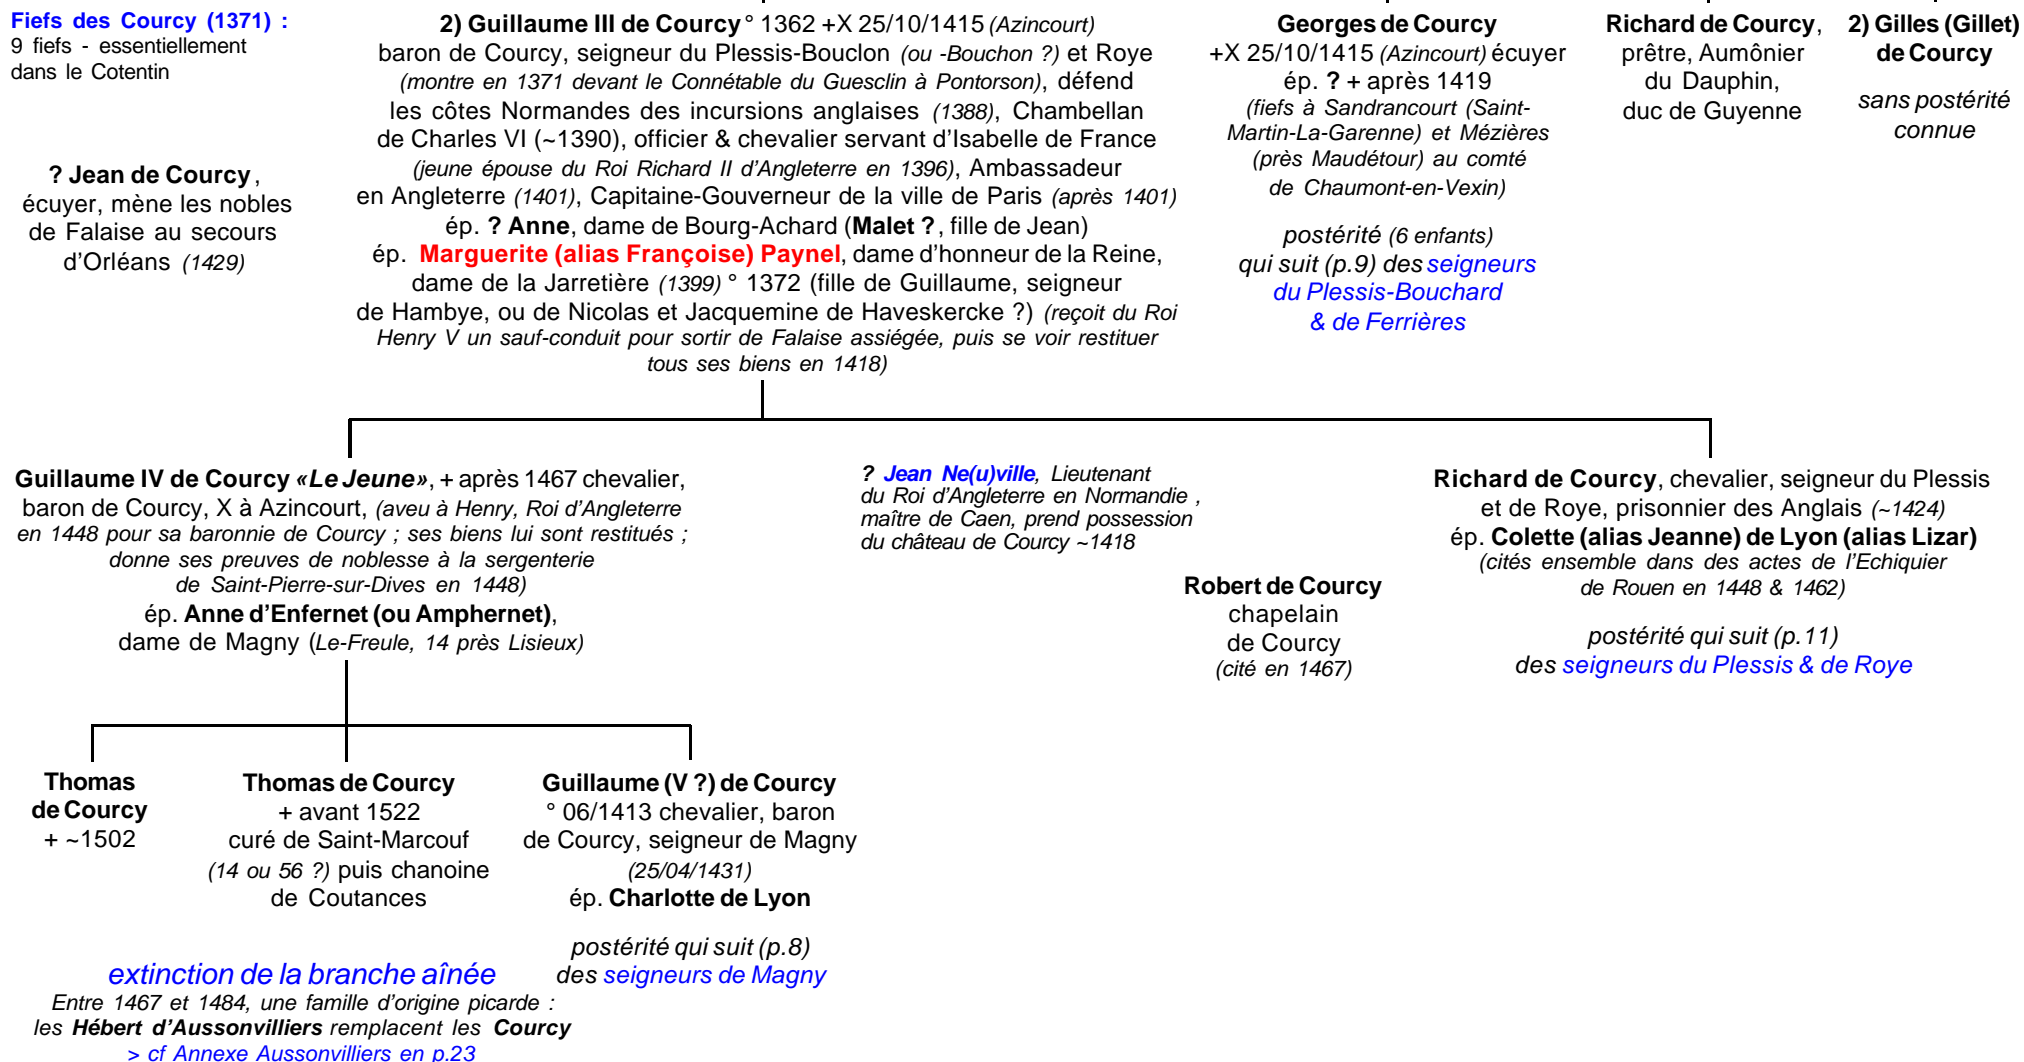 Fiefs des Courcy (1371) :
9 fiefs - essentiellement
dans le Cotentin
? Jean de Courcy,
écuyer, mène les nobles
de Falaise au secours
d'Orléans (1429)
2) Guillaume III de Courcy ° 1362 +X 25/10/1415 (Azincourt)
baron de Courcy, seigneur du Plessis-Bouclon (ou -Bouchon ?) et Roye
(montre en 1371 devant le Connétable du Guesclin à Pontorson), défend
les côtes Normandes des incursions anglaises (1388), Chambellan
de Charles VI (~1390), officier & chevalier servant d'Isabelle de France
(jeune épouse du Roi Richard II d'Angleterre en 1396), Ambassadeur
en Angleterre (1401), Capitaine-Gouverneur de la ville de Paris (après 1401)
ép. ? Anne, dame de Bourg-Achard (Malet ?, fille de Jean)
ép. Marguerite (alias Françoise) Paynel, dame d'honneur de la Reine,
dame de la Jarretière (1399) ° 1372 (fille de Guillaume, seigneur
de Hambye, ou de Nicolas et Jacquemine de Haveskercke ?) (reçoit du Roi
Henry V un sauf-conduit pour sortir de Falaise assiégée, puis se voir restituer
tous ses biens en 1418)
Georges de Courcy
+X 25/10/1415 (Azincourt) écuyer
ép. ? + après 1419
(fiefs à Sandrancourt (Saint-
Martin-La-Garenne) et Mézières
(près Maudétour) au comté
de Chaumont-en-Vexin)
postérité (6 enfants)
qui suit (p.9) des seigneurs
du Plessis-Bouchard
& de Ferrières
Richard de Courcy,
prêtre, Aumônier
du Dauphin,
duc de Guyenne
2) Gilles (Gillet)
de Courcy
sans postérité
connue
Guillaume IV de Courcy «Le Jeune», + après 1467 chevalier,
baron de Courcy, X à Azincourt, (aveu à Henry, Roi d'Angleterre
en 1448 pour sa baronnie de Courcy ; ses biens lui sont restitués ;
donne ses preuves de noblesse à la sergenterie
de Saint-Pierre-sur-Dives en 1448)
ép. Anne d'Enfernet (ou Amphernet),
dame de Magny (Le-Freule, 14 près Lisieux)
? Jean Ne(u)ville, Lieutenant
du Roi d'Angleterre en Normandie ,
maître de Caen, prend possession
du château de Courcy ~1418
Robert de Courcy
chapelain
de Courcy
(cité en 1467)
Richard de Courcy, chevalier, seigneur du Plessis
et de Roye, prisonnier des Anglais (~1424)
ép. Colette (alias Jeanne) de Lyon (alias Lizar)
(cités ensemble dans des actes de l'Echiquier
de Rouen en 1448 & 1462)
postérité qui suit (p.11)
des seigneurs du Plessis & de Roye
Thomas
de Courcy
+ ~1502
Thomas de Courcy
+ avant 1522
curé de Saint-Marcouf
(14 ou 56 ?) puis chanoine
de Coutances
Guillaume (V ?) de Courcy
° 06/1413 chevalier, baron
de Courcy, seigneur de Magny
(25/04/1431)
ép. Charlotte de Lyon
postérité qui suit (p.8)
des seigneurs de Magny
extinction de la branche aînée
Entre 1467 et 1484, une famille d'origine picarde :
les Hébert d'Aussonvilliers remplacent les Courcy
> cf Annexe Aussonvilliers en p.23